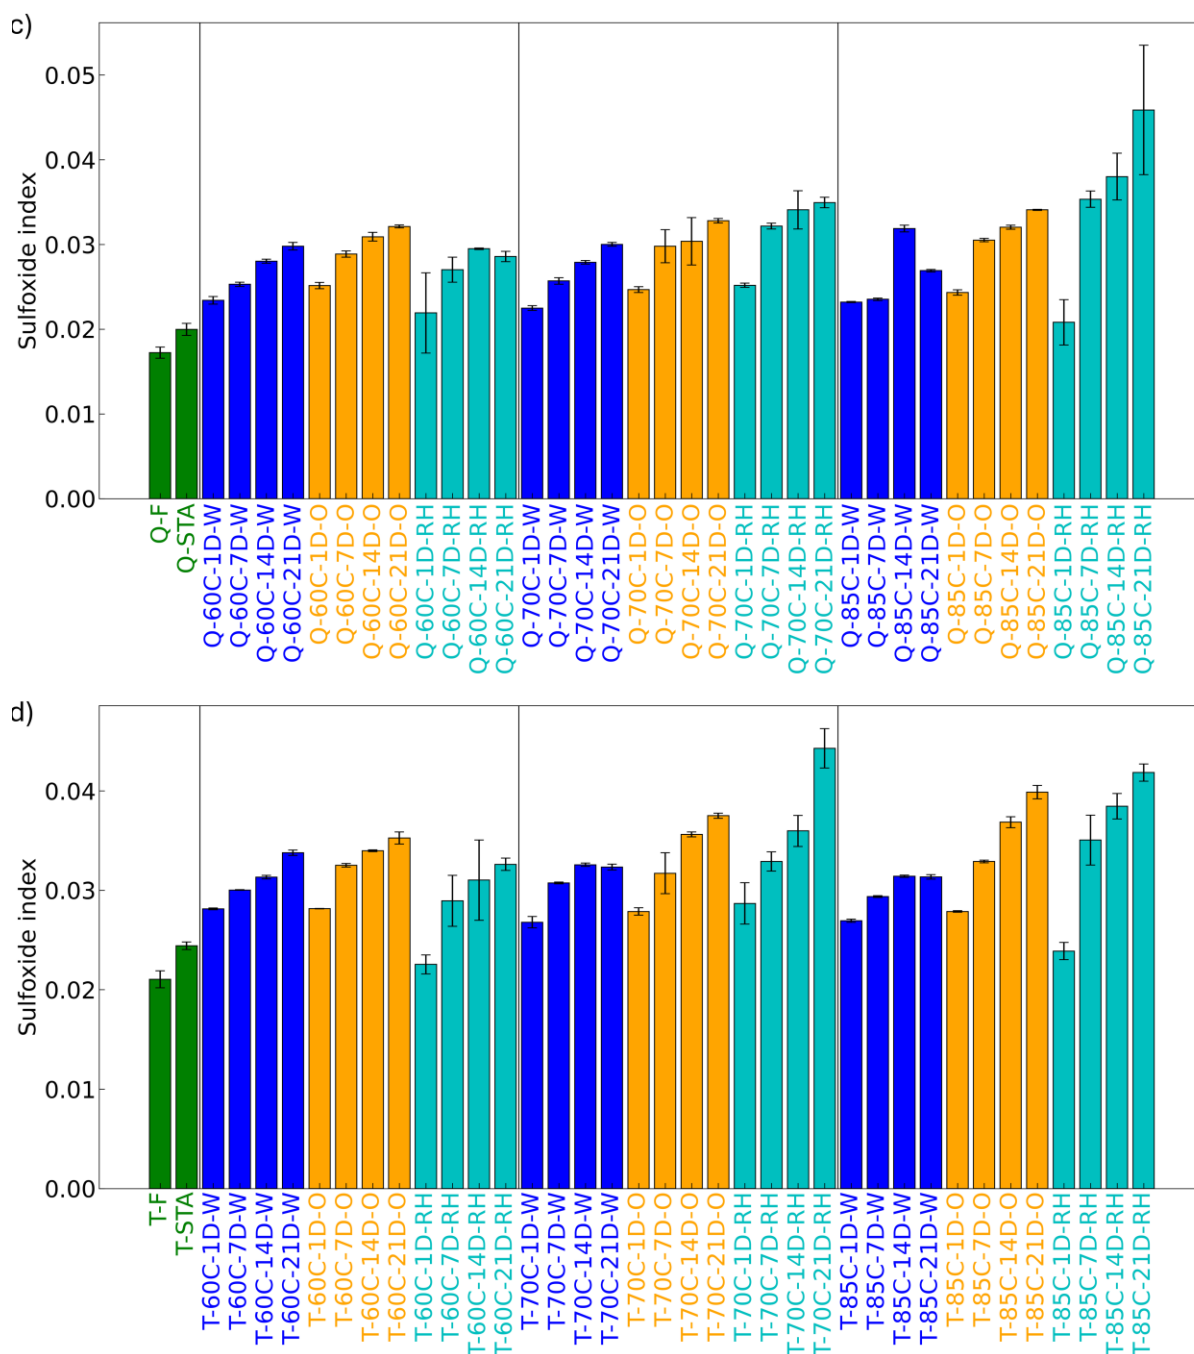 c)
0.05
0.04
0.03
0.02
0.01
0.00
Sulfoxide index
Q-F
Q-STA
Q-60C-1D-W
Q-60C-7D-W
Q-60C-14D-W
Q-60C-21D-W
Q-60C-1D-O
Q-60C-7D-O
Q-60C-14D-O
Q-60C-21D-O
Q-60C-1D-RH
Q-60C-7D-RH
Q-60C-14D-RH
Q-60C-21D-RH
Q-70C-1D-W
Q-70C-7D-W
Q-70C-14D-W
Q-70C-21D-W
Q-70C-1D-O
Q-70C-7D-O
Q-70C-14D-O
Q-70C-21D-O
Q-70C-1D-RH
Q-70C-7D-RH
Q-70C-14D-RH
Q-70C-21D-RH
Q-85C-1D-W
Q-85C-7D-W
Q-85C-14D-W
Q-85C-21D-W
Q-85C-1D-O
Q-85C-7D-O
Q-85C-14D-O
Q-85C-21D-O
Q-85C-1D-RH
Q-85C-7D-RH
Q-85C-14D-RH
Q-85C-21D-RH
d)
0.04
0.03
0.02
0.01
0.00
Sulfoxide index
T-F
T-STA
T-60C-1D-W
T-60C-7D-W
T-60C-14D-W
T-60C-21D-W
T-60C-1D-O
T-60C-7D-O
T-60C-14D-O
T-60C-21D-O
T-60C-1D-RH
T-60C-7D-RH
T-60C-14D-RH
T-60C-21D-RH
T-70C-1D-W
T-70C-7D-W
T-70C-14D-W
T-70C-21D-W
T-70C-1D-O
T-70C-7D-O
T-70C-14D-O
T-70C-21D-O
T-70C-1D-RH
T-70C-7D-RH
T-70C-14D-RH
T-70C-21D-RH
T-85C-1D-W
T-85C-7D-W
T-85C-14D-W
T-85C-21D-W
T-85C-1D-O
T-85C-7D-O
T-85C-14D-O
T-85C-21D-O
T-85C-1D-RH
T-85C-7D-RH
T-85C-14D-RH
T-85C-21D-RH